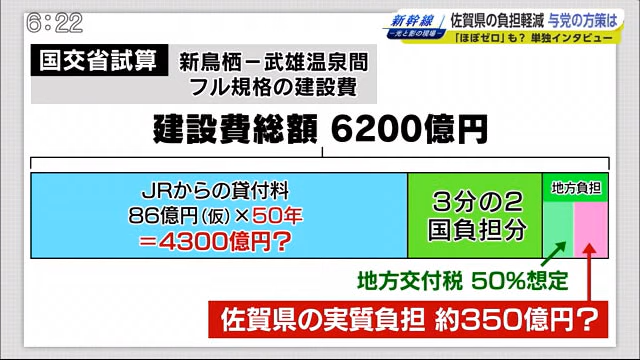 6:22
新幹線
-光と影の現場-
佐賀県の負担軽減 与党の方策は
「ほぼゼロ」も? 単独インタビュー
国交省試算
新鳥栖−武雄温泉間
フル規格の建設費
建設費総額 6200億円
JRからの貸付料
86億円(仮)×50年
=4300億円?
3分の2
国負担分
地方負担
地方交付税 50%想定
佐賀県の実質負担 約350億円?